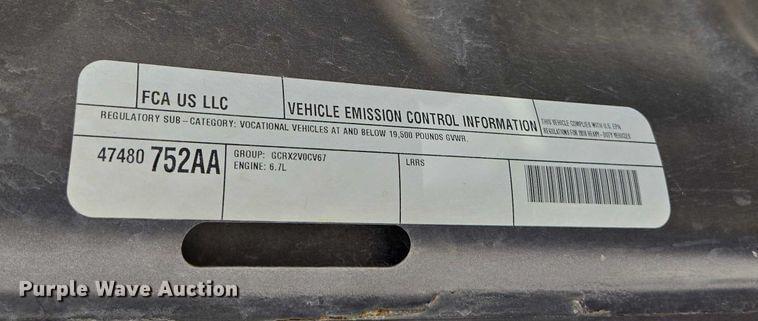 FCA US LLC
VEHICLE EMISSION CONTROL INFORMATION
THIS VEHICLE COMPLIES WITH U.S. EPA
REGULATIONS FOR 2016 HEAVY - DUTY VEHICLES
REGULATORY SUB - CATEGORY: VOCATIONAL VEHICLES AT AND BELOW 19,500 POUNDS GVWR.
47480 752AA
GROUP: GCRX2V0CV67
ENGINE: 6.7L
LRRS
Purple Wave Auction